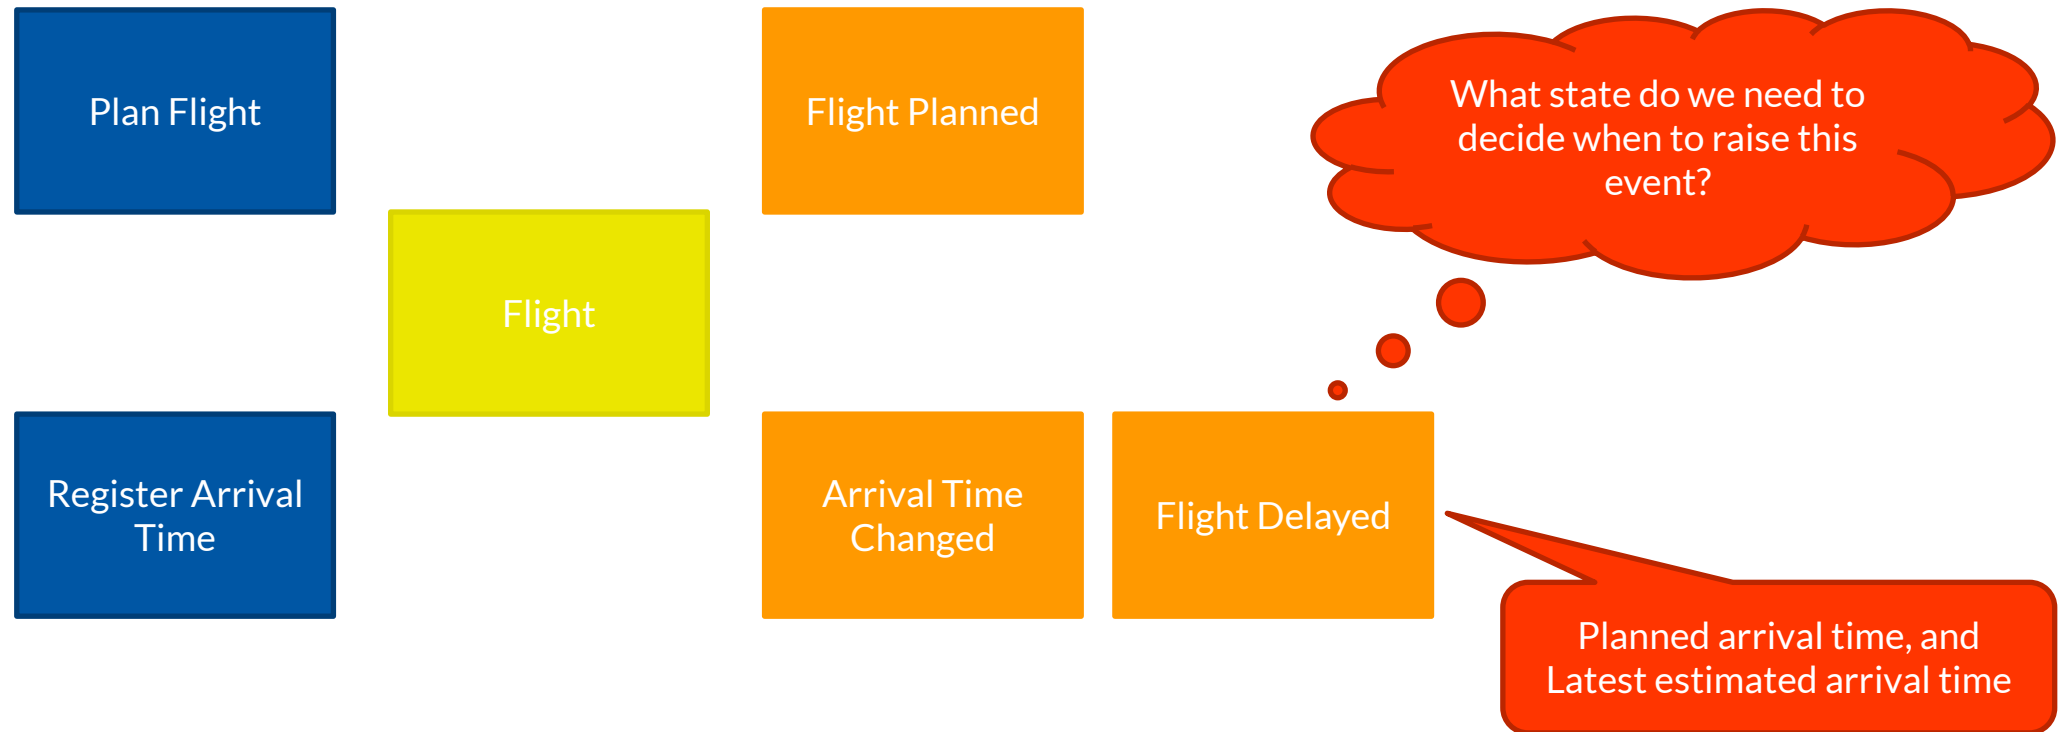 Plan Flight
Flight Planned
What state do we need to
decide when to raise this
event?
Flight
Register Arrival
Time
Arrival Time
Changed
Flight Delayed
Planned arrival time, and
Latest estimated arrival time